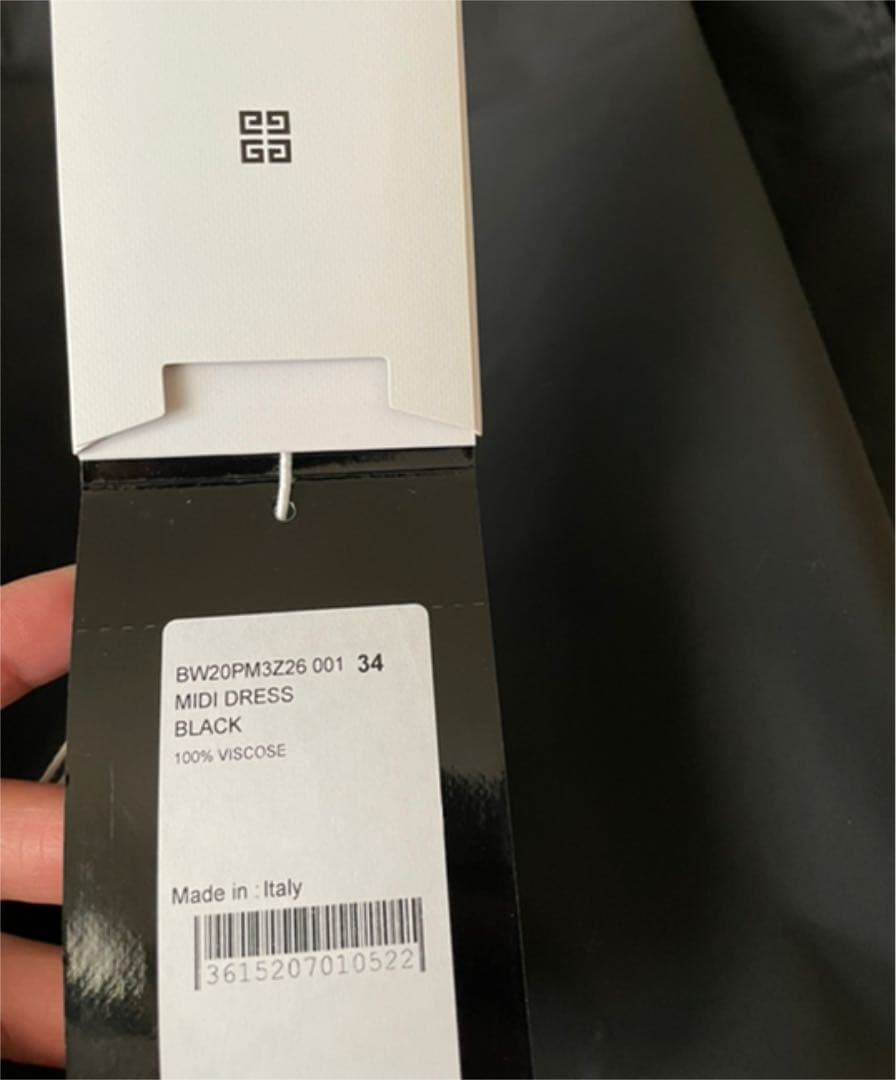 BW20PM3Z26 001 34
MIDI DRESS
BLACK
100% VISCOSE
Made in : Italy
3615207010522